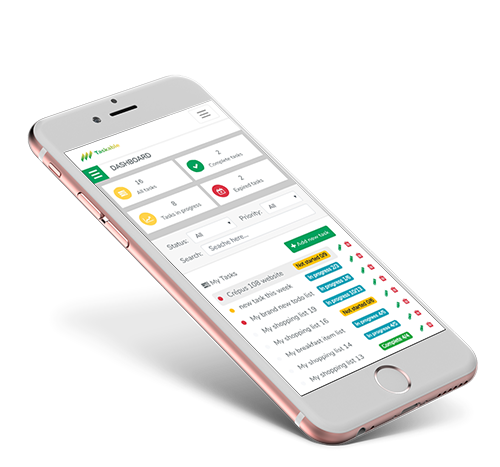 Taskable
DASHBOARD
16
All tasks
2
Complete tasks
8
Tasks in progress
2
Expired tasks
Status: All
Priority: All
Search: Seache here...
Add new task
My Tasks
Crépus 108 website Not started 0/9
new task this week In progress 2/3
My brand new todo list In progress 1/6
My shopping list 19 In progress 10/13
My shopping list 16 Not started 0/9
My breakfast item list In progress 4/5
My shopping list 14 In progress 4/5
My shopping list 13 Complete 4/4